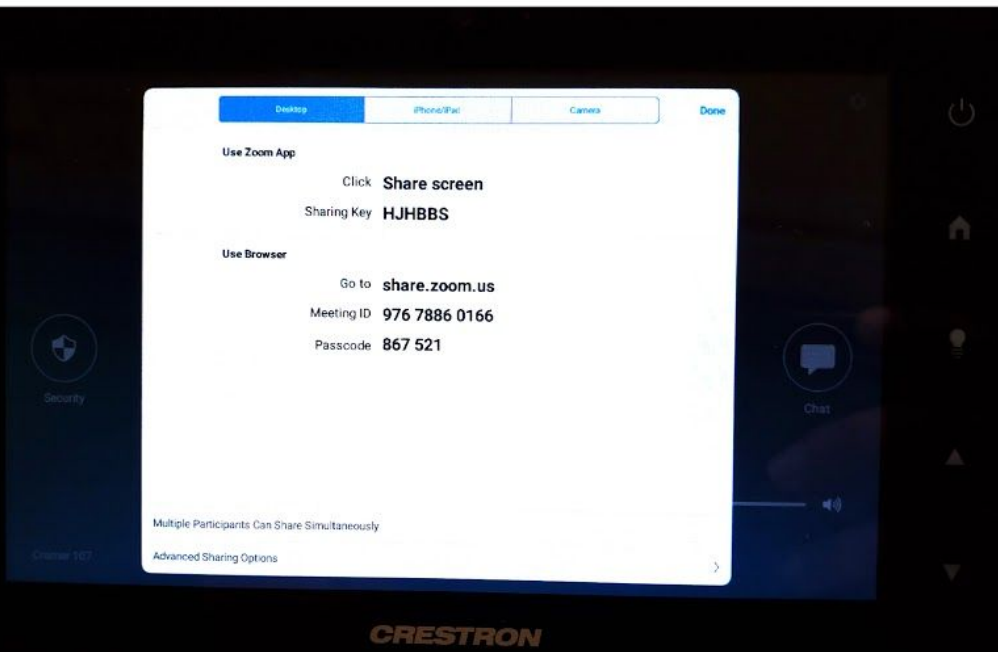 Desktop iPhone/iPad Camera Done
Use Zoom App
Click Share screen
Sharing Key HJHBBS
Use Browser
Go to share.zoom.us
Meeting ID 976 7886 0166
Passcode 867 521
Security
Chat
Multiple Participants Can Share Simultaneously
Advanced Sharing Options
167
CRESTRON